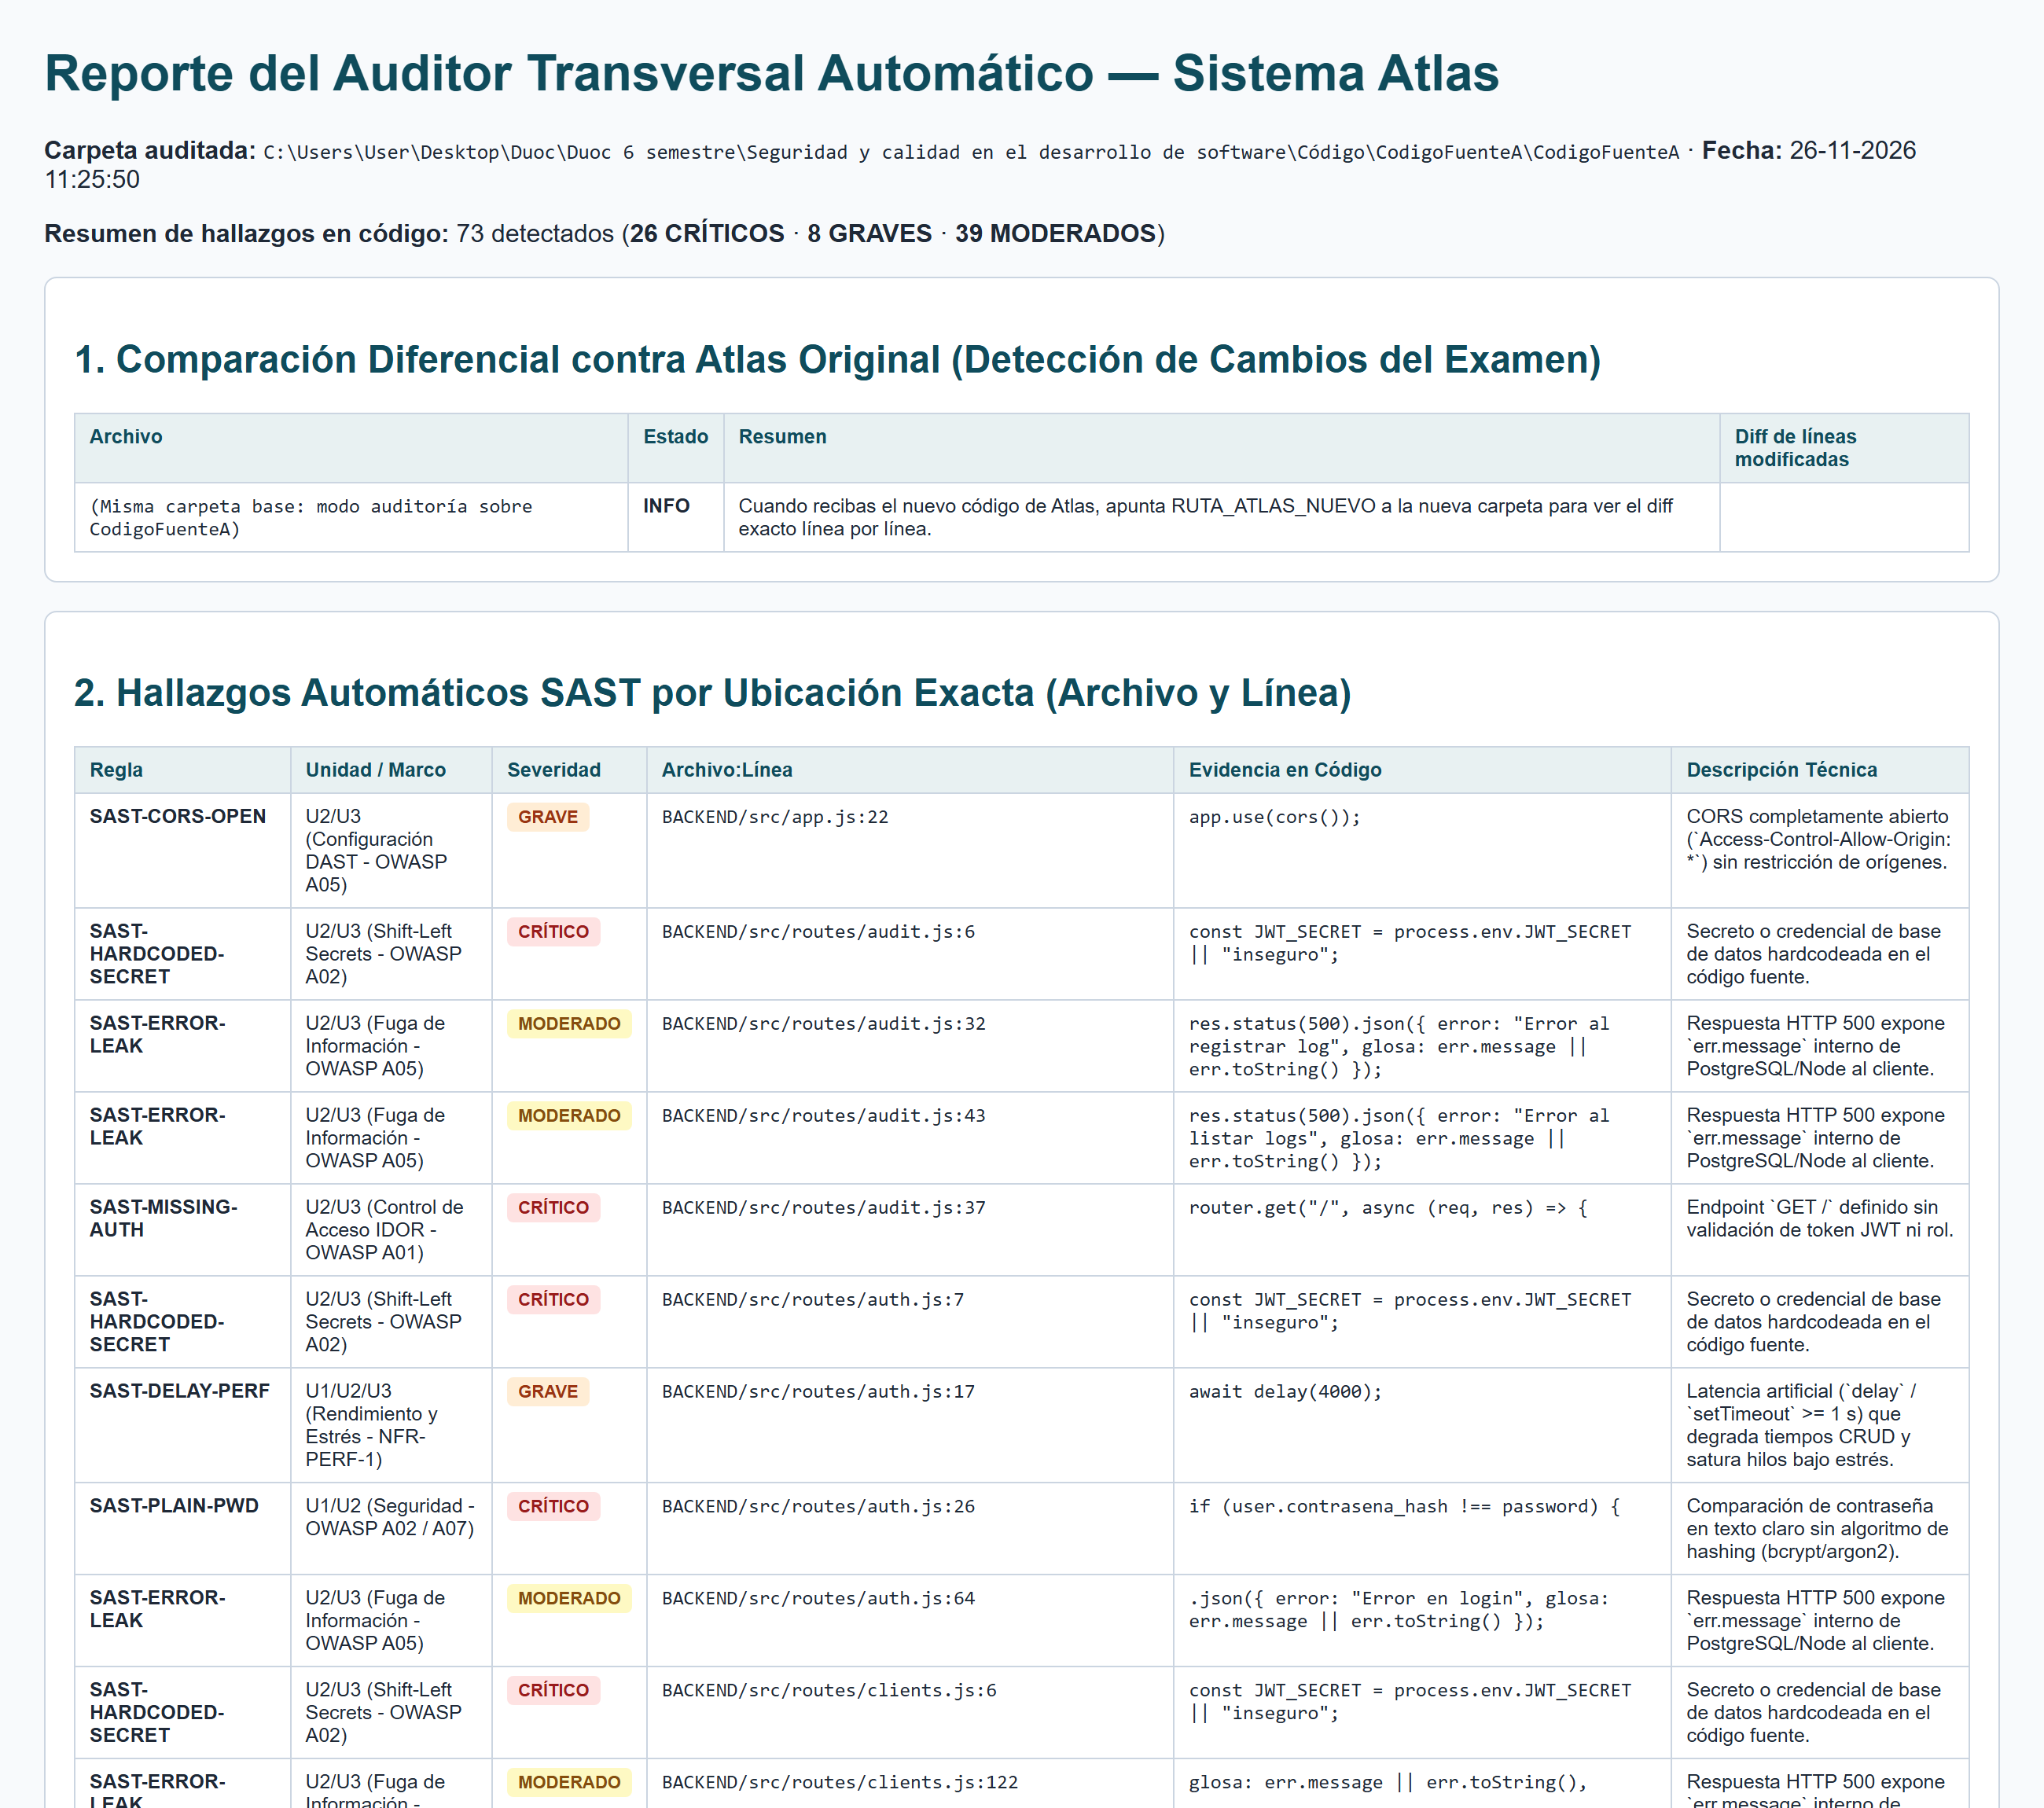 Reporte del Auditor Transversal Automático — Sistema Atlas
Carpeta auditada: C:\Users\User\Desktop\Duoc\Duoc 6 semestre\Seguridad y calidad en el desarrollo de software\Código\CodigoFuenteA\CodigoFuenteA · Fecha: 26-11-2026
11:25:50
Resumen de hallazgos en código: 73 detectados (26 CRÍTICOS · 8 GRAVES · 39 MODERADOS)
1. Comparación Diferencial contra Atlas Original (Detección de Cambios del Examen)
Archivo
Estado
Resumen
Diff de líneas
modificadas
(Misma carpeta base: modo auditoría sobre
CodigoFuenteA)
INFO
Cuando recibas el nuevo código de Atlas, apunta RUTA_ATLAS_NUEVO a la nueva carpeta para ver el diff
exacto línea por línea.
2. Hallazgos Automáticos SAST por Ubicación Exacta (Archivo y Línea)
Regla
Unidad / Marco
Severidad
Archivo:Línea
Evidencia en Código
Descripción Técnica
SAST-CORS-OPEN
U2/U3
(Configuración
DAST - OWASP
A05)
GRAVE
BACKEND/src/app.js:22
app.use(cors());
CORS completamente abierto
(`Access-Control-Allow-Origin:
*`) sin restricción de orígenes.
SAST-
HARDCODED-
SECRET
U2/U3 (Shift-Left
Secrets - OWASP
A02)
CRÍTICO
BACKEND/src/routes/audit.js:6
const JWT_SECRET = process.env.JWT_SECRET
|| "inseguro";
Secreto o credencial de base
de datos hardcodeada en el
código fuente.
SAST-ERROR-
LEAK
U2/U3 (Fuga de
Información -
OWASP A05)
MODERADO
BACKEND/src/routes/audit.js:32
res.status(500).json({ error: "Error al
registrar log", glosa: err.message ||
err.toString() });
Respuesta HTTP 500 expone
`err.message` interno de
PostgreSQL/Node al cliente.
SAST-ERROR-
LEAK
U2/U3 (Fuga de
Información -
OWASP A05)
MODERADO
BACKEND/src/routes/audit.js:43
res.status(500).json({ error: "Error al
listar logs", glosa: err.message ||
err.toString() });
Respuesta HTTP 500 expone
`err.message` interno de
PostgreSQL/Node al cliente.
SAST-MISSING-
AUTH
U2/U3 (Control de
Acceso IDOR -
OWASP A01)
CRÍTICO
BACKEND/src/routes/audit.js:37
router.get("/", async (req, res) => {
Endpoint `GET /` definido sin
validación de token JWT ni rol.
SAST-
HARDCODED-
SECRET
U2/U3 (Shift-Left
Secrets - OWASP
A02)
CRÍTICO
BACKEND/src/routes/auth.js:7
const JWT_SECRET = process.env.JWT_SECRET
|| "inseguro";
Secreto o credencial de base
de datos hardcodeada en el
código fuente.
SAST-DELAY-PERF
U1/U2/U3
(Rendimiento y
Estrés - NFR-
PERF-1)
GRAVE
BACKEND/src/routes/auth.js:17
await delay(4000);
Latencia artificial (`delay` /
`setTimeout` >= 1 s) que
degrada tiempos CRUD y
satura hilos bajo estrés.
SAST-PLAIN-PWD
U1/U2 (Seguridad -
OWASP A02 / A07)
CRÍTICO
BACKEND/src/routes/auth.js:26
if (user.contrasena_hash !== password) {
Comparación de contraseña
en texto claro sin algoritmo de
hashing (bcrypt/argon2).
SAST-ERROR-
LEAK
U2/U3 (Fuga de
Información -
OWASP A05)
MODERADO
BACKEND/src/routes/auth.js:64
.json({ error: "Error en login", glosa:
err.message || err.toString() });
Respuesta HTTP 500 expone
`err.message` interno de
PostgreSQL/Node al cliente.
SAST-
HARDCODED-
SECRET
U2/U3 (Shift-Left
Secrets - OWASP
A02)
CRÍTICO
BACKEND/src/routes/clients.js:6
const JWT_SECRET = process.env.JWT_SECRET
|| "inseguro";
Secreto o credencial de base
de datos hardcodeada en el
código fuente.
SAST-ERROR-
LEAK
U2/U3 (Fuga de
Información -
MODERADO
BACKEND/src/routes/clients.js:122
glosa: err.message || err.toString(),
Respuesta HTTP 500 expone
`err.message` interno de